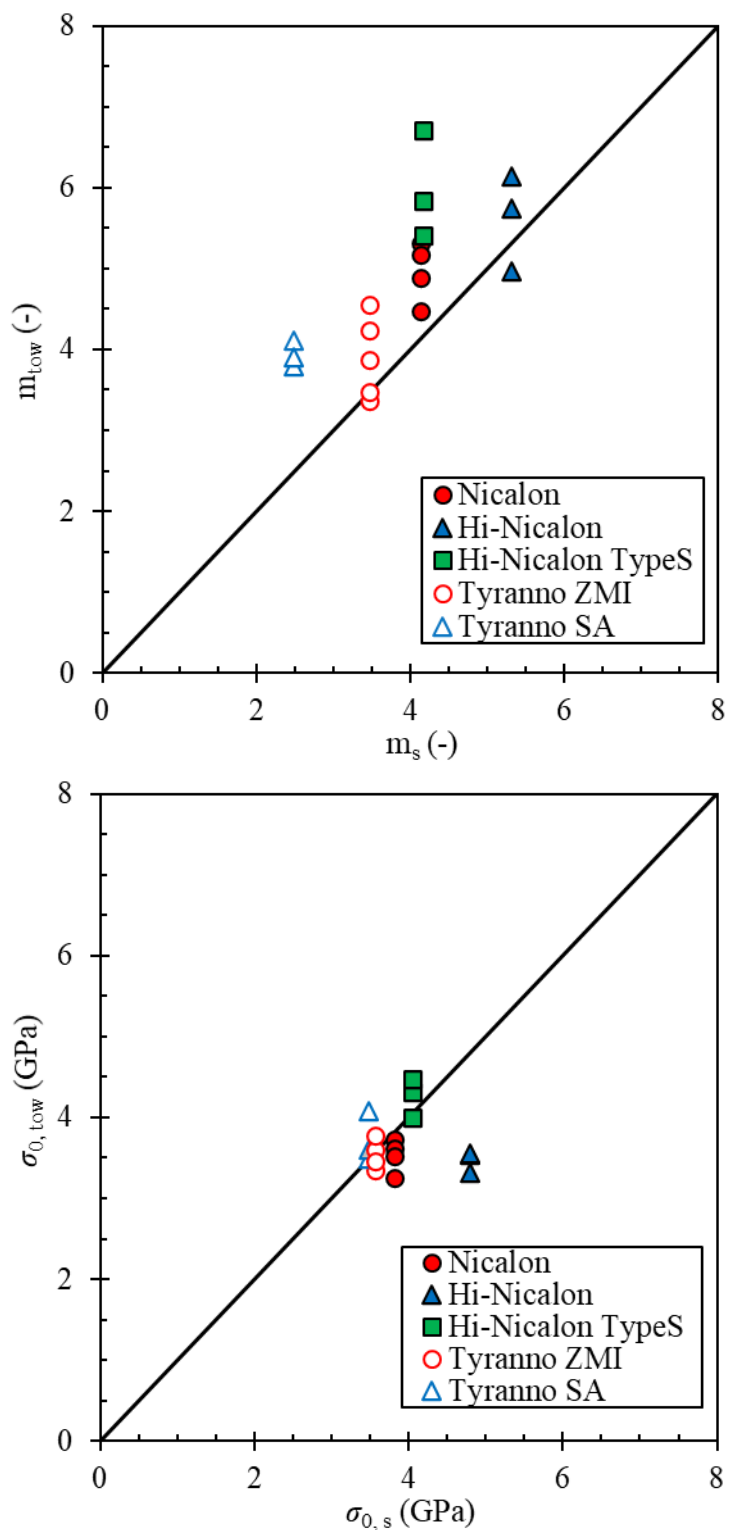 8
6
4
2
0
m_tow (-)
0 2 4 6 8
m_s (-)
Nicalon
Hi-Nicalon
Hi-Nicalon TypeS
Tyranno ZMI
Tyranno SA
8
6
4
2
0
σ_0, tow (GPa)
0 2 4 6 8
σ_0, s (GPa)
Nicalon
Hi-Nicalon
Hi-Nicalon TypeS
Tyranno ZMI
Tyranno SA